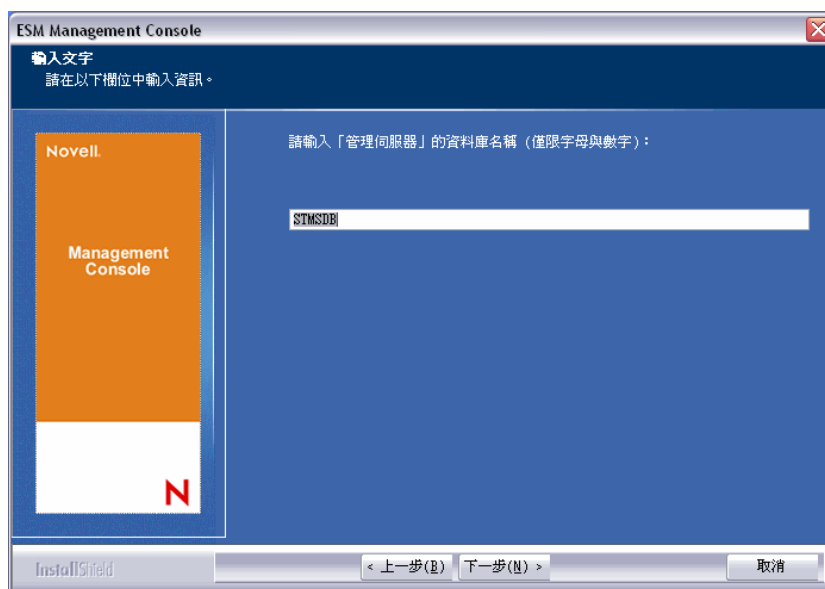 ESM Management Console
輸入文字
請在以下欄位中輸入資訊。
Novell.
Management
Console
N
請輸入「管理伺服器」的資料庫名稱 (僅限字母與數字)：
STMSDB
InstallShield
< 上一步(B)
下一步(N) >
取消